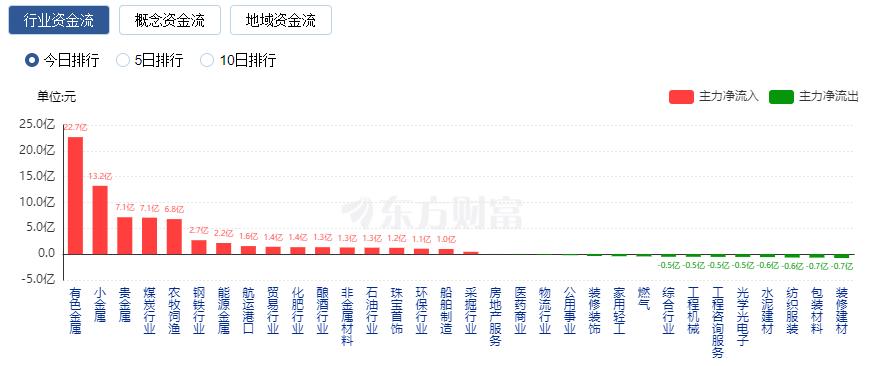 行业资金流 概念资金流 地域资金流
今日排行 5日排行 10日排行
单位:元 主力净流入 主力净流出
25.0亿
20.0亿
15.0亿
10.0亿
5.0亿
0.0
-5.0亿
22.7亿 13.2亿 7.1亿 7.1亿 6.8亿 2.7亿 2.2亿 1.6亿 1.4亿 1.4亿 1.3亿 1.3亿 1.3亿 1.2亿 1.1亿 1.0亿
东方财富
-0.5亿 -0.5亿 -0.5亿 -0.5亿 -0.6亿 -0.6亿 -0.7亿 -0.7亿
有色金属
小金属
贵金属
煤炭行业
农牧饲渔
钢铁行业
能源金属
航运港口
贸易行业
化肥行业
酿酒行业
非金属材料
石油行业
珠宝首饰
环保行业
船舶制造
采掘行业
房地产服务
医药商业
物流行业
公用事业
装修装饰
家用轻工
燃气
综合行业
工程机械
工程咨询服务
光学光电子
水泥建材
纺织服装
包装材料
装修建材